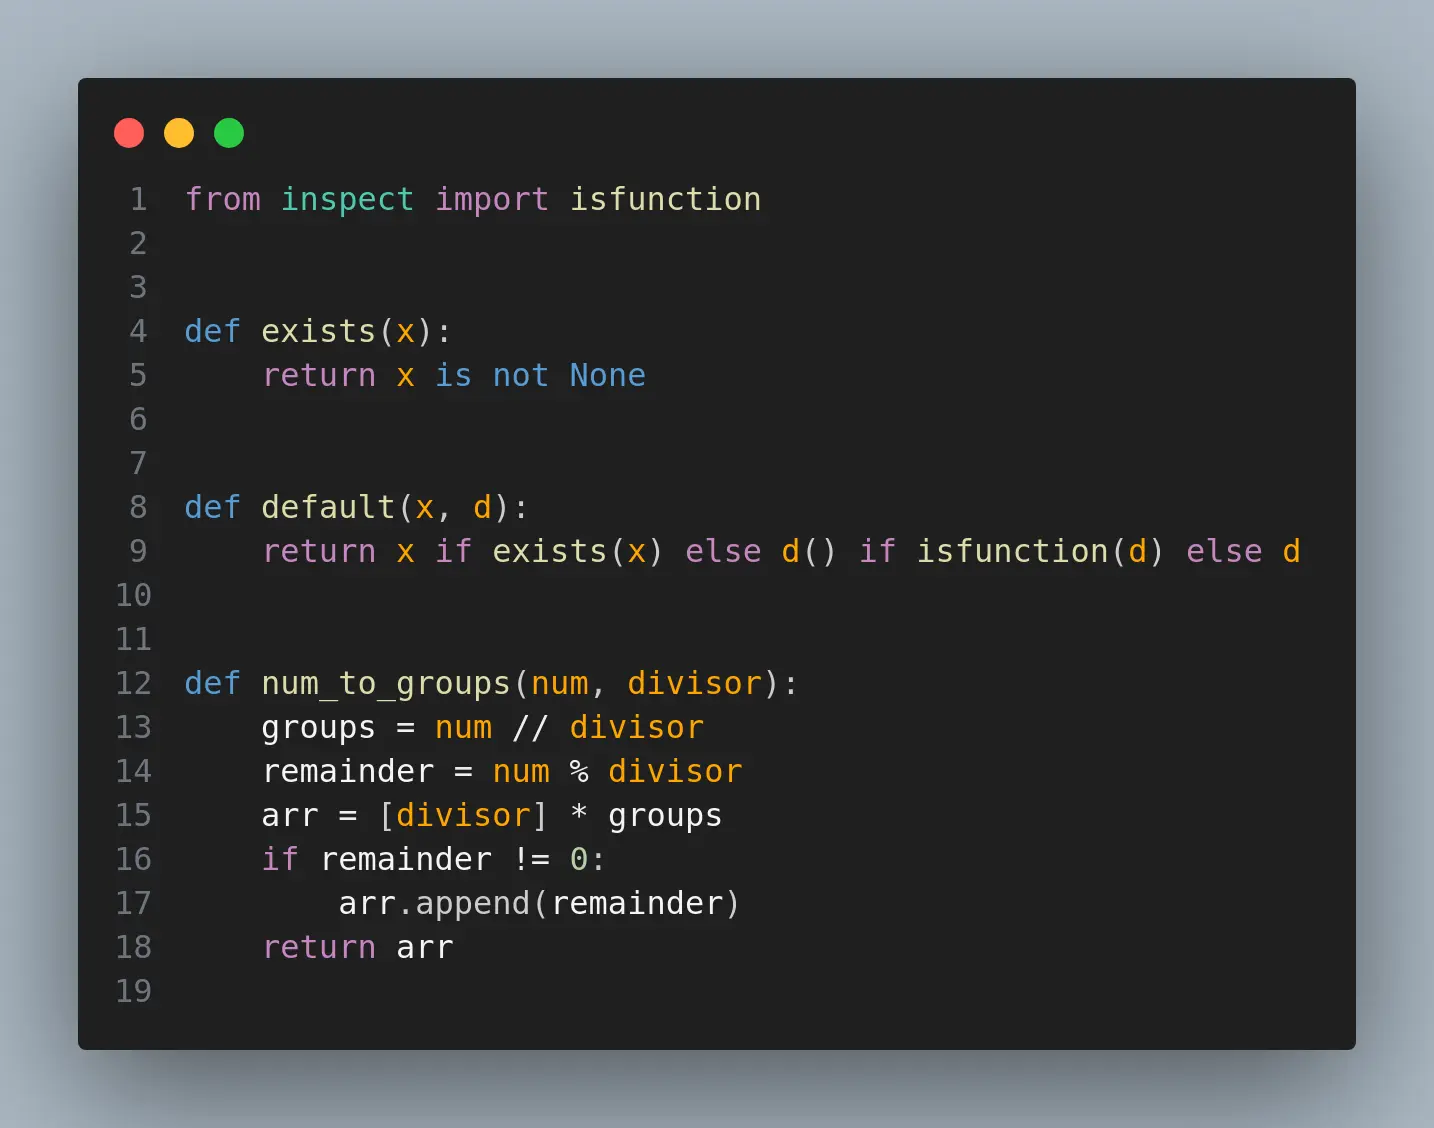 1 from inspect import isfunction
2
3
4 def exists(x):
5     return x is not None
6
7
8 def default(x, d):
9     return x if exists(x) else d() if isfunction(d) else d
10
11
12 def num_to_groups(num, divisor):
13     groups = num // divisor
14     remainder = num % divisor
15     arr = [divisor] * groups
16     if remainder != 0:
17         arr.append(remainder)
18     return arr
19